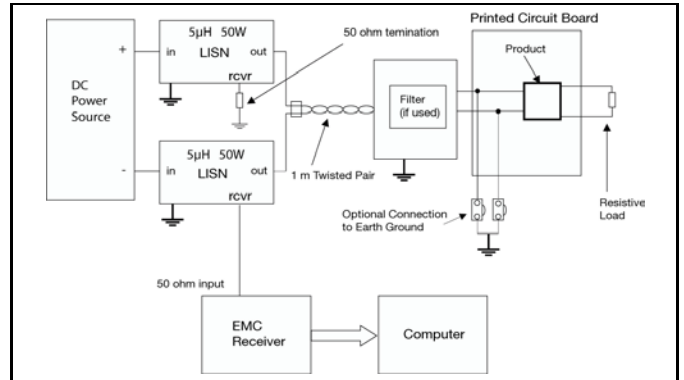 Printed Circuit Board
5μH 50W
LISN
in
out
rcvr
50 ohm temination
Product
+
DC
Power
Source
-
Filter
(if used)
5μH 50W
LISN
in
out
rcvr
1 m Twisted Pair
Resistive
Load
Optional Connection
to Earth Ground
50 ohm input
EMC
Receiver
Computer